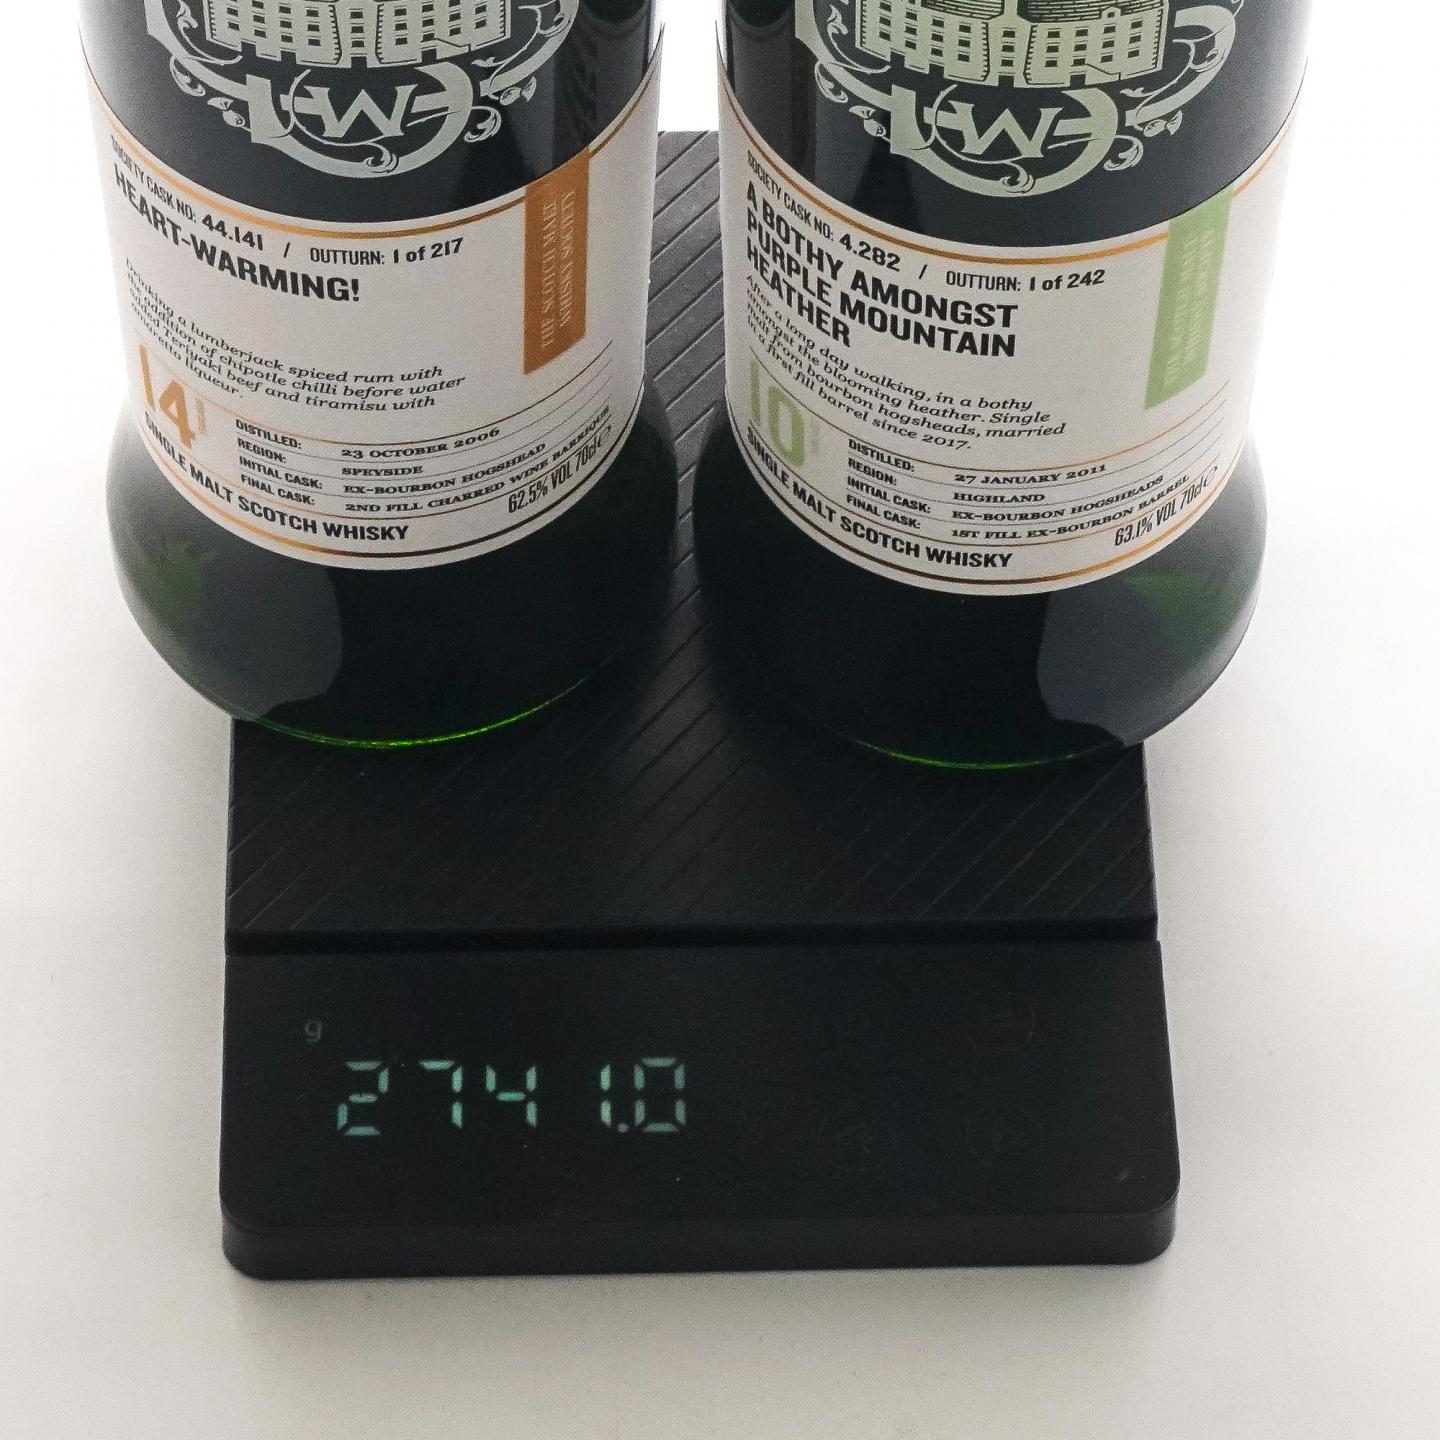 SOCIETY CASK NO: 44.141 / OUTTURN: 1 of 217
HEART-WARMING!
Drinking a lumberjack spiced rum with
the addition of chipotle chilli before water
added Teriyaki beef and tiramisu with
amaretto liqueur.
14
DISTILLED: 23 OCTOBER 2006
REGION: SPEYSIDE
INITIAL CASK: EX-BOURBON HOGSHEAD
FINAL CASK: 2ND FILL CHARRED WINE BARRIQUE
SINGLE MALT SCOTCH WHISKY
62.5% VOL 70cl e
THE SCOTCH MALT
WHISKY SOCIETY
SOCIETY CASK NO: 4.282 / OUTTURN: 1 of 242
A BOTHY AMONGST
PURPLE MOUNTAIN
HEATHER
After a long day walking, in a bothy
amongst the blooming heather. Single
malt from bourbon hogsheads, married
in a first fill barrel since 2017.
10
DISTILLED: 27 JANUARY 2011
REGION: HIGHLAND
INITIAL CASK: EX-BOURBON HOGSHEADS
FINAL CASK: 1ST FILL EX-BOURBON BARREL
SINGLE MALT SCOTCH WHISKY
63.1% VOL 70cl e
THE SCOTCH MALT
WHISKY SOCIETY
g
2741.0